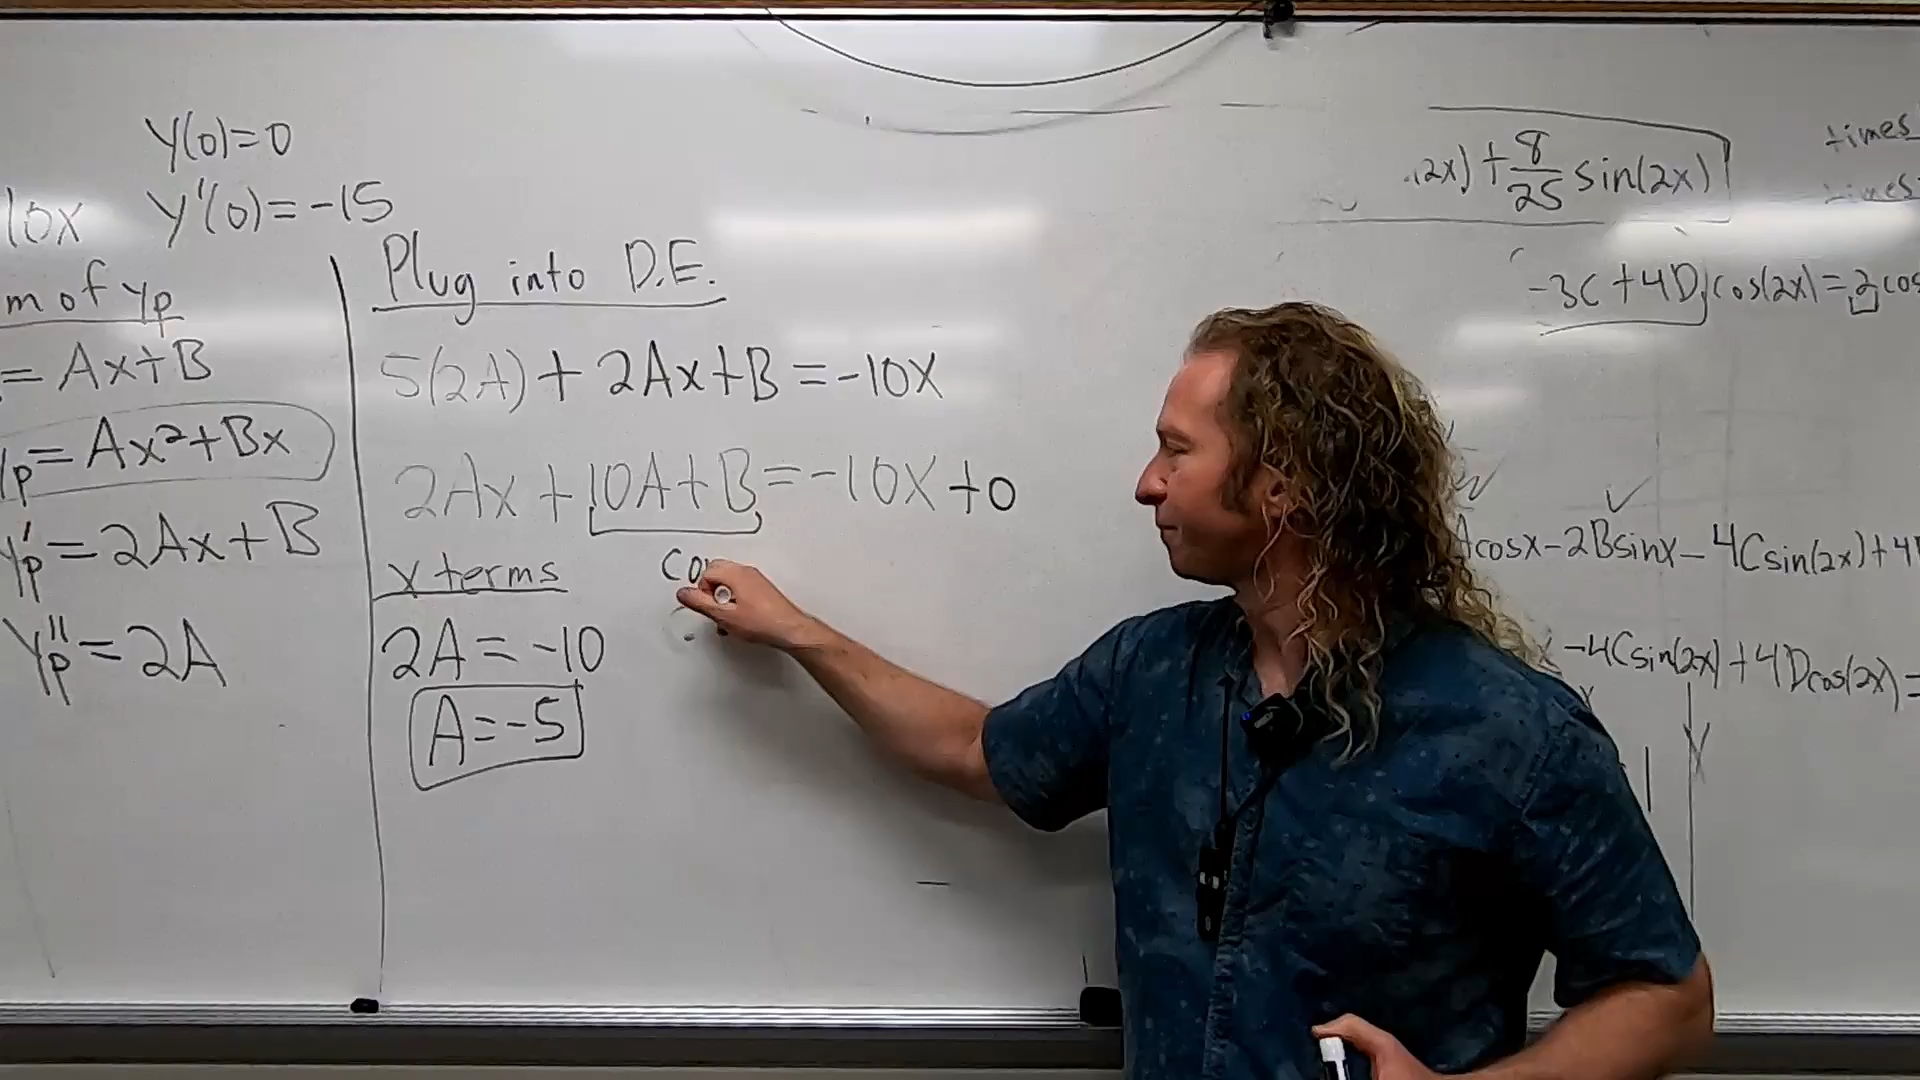 y(0)=0
10x y'(0)=-15
m of yp
=Ax+B
yp=Ax²+Bx
y'p=2Ax+B
y''p=2A
Plug into D.E.
5(2A)+2Ax+B=-10x
2Ax+10A+B=-10x+0
x terms
2A=-10
A=-5
co
2x)+8/25 sin(2x)
times
times
-3C+4D cos(2x)=2cos
Acosx-2Bsinx-4Csin(2x)+4
x-4Csin(2x)+4Dcos(2x)=